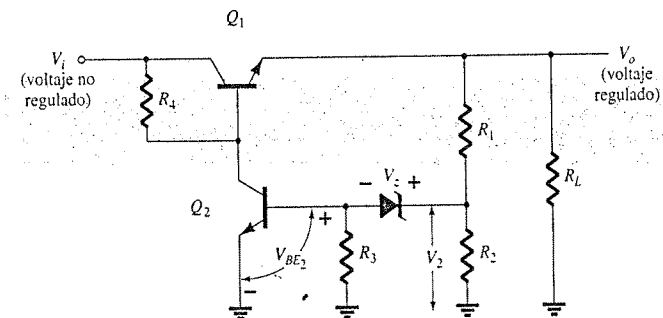 Q1
Vi
(voltaje no
regulado)
Vo
(voltaje
regulado)
R4
R1
RL
Vz
Q2
VBE2
R3
V2
R2